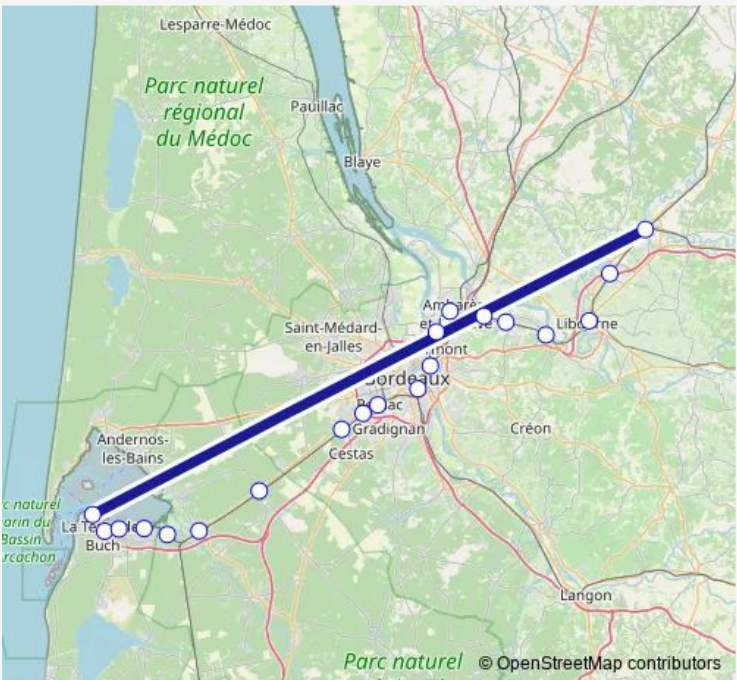 Lesparre-Médoc
Parc naturel
régional
du Médoc
Pauillac
Blaye
Saint-Médard-
en-Jalles
Bordeaux
Gradignan
Cestas
Créon
Andernos-
les-Bains
Buch
Langon
Parc naturel
© OpenStreetMap contributors